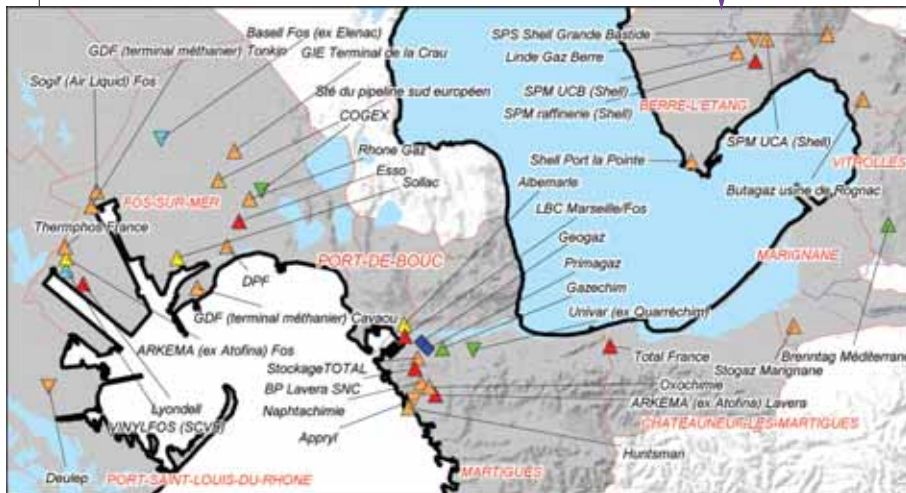 Basell Fos (ex Elenac)
GDF (terminal méthanier) Tonkin
GIE Terminal de la Crau
Sogif (Air Liquid) Fos
Sté du pipeline sud européen
COGEX
Rhone Gaz
Esso
Sollac
Albemarle
LBC Marseille/Fos
Geogaz
Primagaz
Gazechim
Univar (ex Quarréchim)
SPS Shell Grande Bastide
Linde Gaz Berre
SPM UCB (Shell)
SPM raffinerie (Shell)
BERRE-L'ETANG
SPM UCA (Shell)
Shell Port la Pointe
VITROLLES
Butagaz usine de Rognac
MARIGNANE
FOS-SUR-MER
Thermphos France
PORT-DE-BOUC
DPF
GDF (terminal méthanier) Cavaou
ARKEMA (ex Atofina) Fos
StockageTOTAL
BP Lavera SNC
Naphtachimie
Appryl
Lyondell
VINYLFOS (SCVF)
Deulep
PORT-SAINT-LOUIS-DU-RHONE
MARTIGUES
Total France
Oxochimie
ARKEMA (ex Atofina) Lavera
Stogaz Marignane
Brenntag Méditerrané
CHATEAUNEUF-LES-MARTIGUES
Huntsman